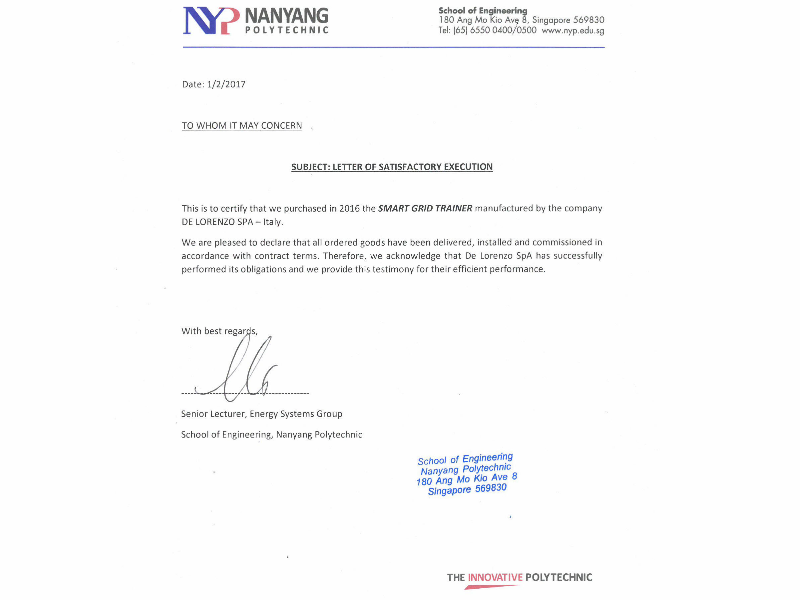 NYP NANYANG
POLYTECHNIC
School of Engineering
180 Ang Mo Kio Ave 8, Singapore 569830
Tel: (65) 6550 0400/0500 www.nyp.edu.sg
Date: 1/2/2017
TO WHOM IT MAY CONCERN
SUBJECT: LETTER OF SATISFACTORY EXECUTION
This is to certify that we purchased in 2016 the SMART GRID TRAINER manufactured by the company
DE LORENZO SPA – Italy.
We are pleased to declare that all ordered goods have been delivered, installed and commissioned in
accordance with contract terms. Therefore, we acknowledge that De Lorenzo SpA has successfully
performed its obligations and we provide this testimony for their efficient performance.
With best regards,
Senior Lecturer, Energy Systems Group
School of Engineering, Nanyang Polytechnic
School of Engineering
Nanyang Polytechnic
180 Ang Mo Kio Ave 8
Singapore 569830
THE INNOVATIVE POLYTECHNIC